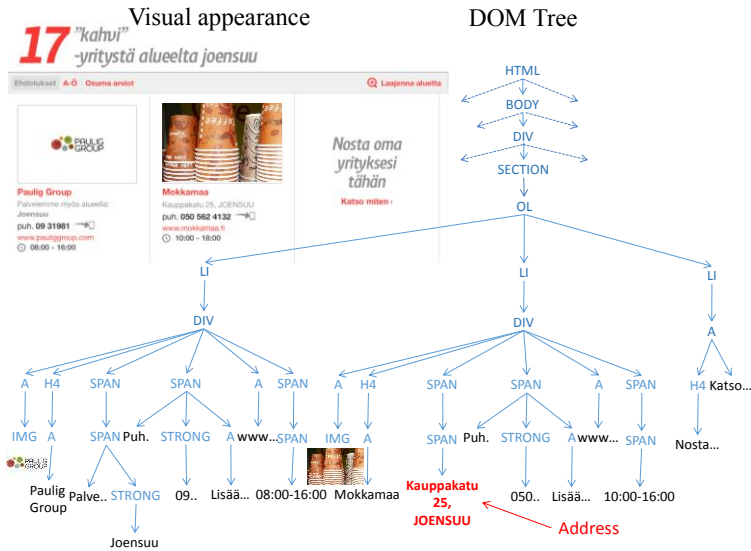 Visual appearance
DOM Tree
17 "kahvi"
-yritystä alueelta joensuu
Ehdotukset A-Ö Osuma arviot
Laajenna aluetta
PAULIG
GROUP
Paulig Group
Palvelemme myös alueella:
Joensuu
puh. 09 31981
www.pauliggroup.com
08:00 - 16:00
Coffee
Mokkamaa
Kauppakatu 25, JOENSUU
puh. 050 562 4132
www.mokkamaa.fi
10:00 - 18:00
Nosta oma
yrityksesi
tähän
Katso miten ›
HTML
BODY
DIV
SECTION
OL
LI LI LI
DIV DIV A
A H4 SPAN SPAN A SPAN A H4 SPAN SPAN A SPAN H4 Katso...
IMG A SPAN Puh. STRONG A www... SPAN IMG A SPAN Puh. STRONG A www... SPAN Nosta...
PAULIG
GROUP
Paulig
Group
Palve.. STRONG 09.. Lisää... 08:00-16:00 Mokkamaa
Kauppakatu
25,
JOENSUU
050.. Lisää... 10:00-16:00
Joensuu
Address